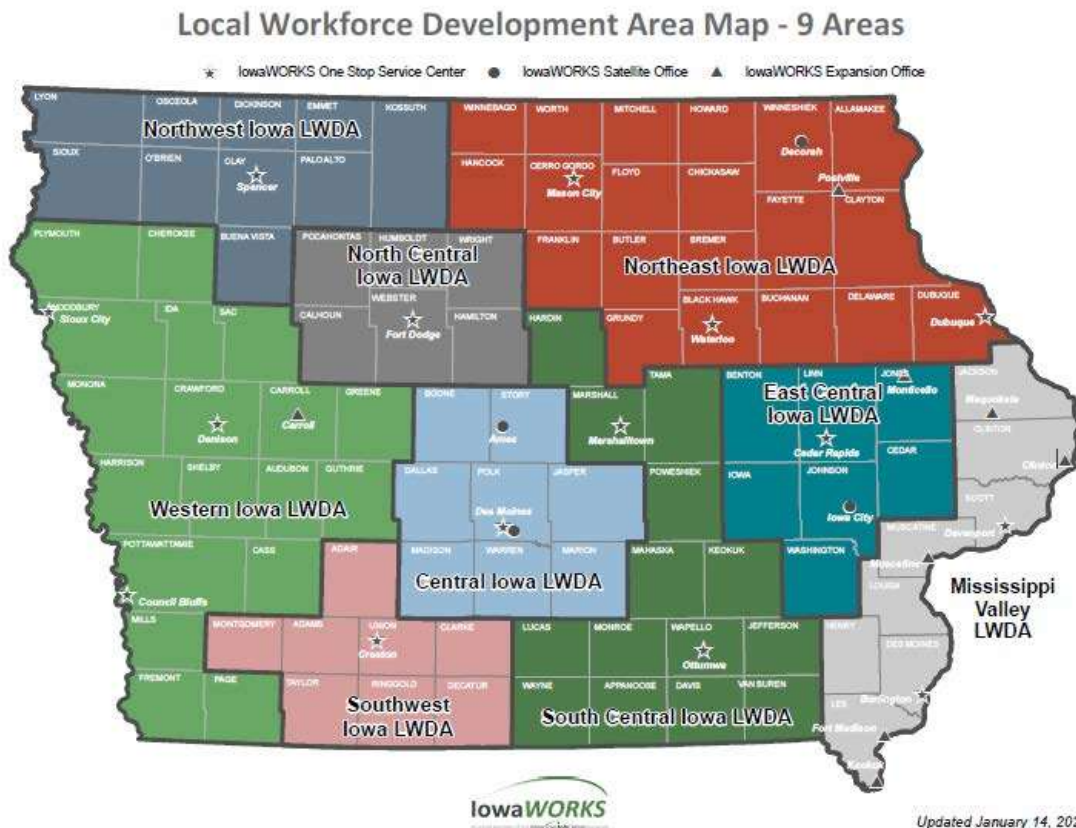 Local Workforce Development Area Map - 9 Areas
IowaWORKS One Stop Service Center
IowaWORKS Satellite Office
IowaWORKS Expansion Office
LYON
OSCEOLA
DICKINSON
EMMET
KOSSUTH
WINNEBAGO
WORTH
MITCHELL
HOWARD
WINNESHIEK
ALLAMAKEE
Northwest Iowa LWDA
SIOUX
O'BRIEN
CLAY
PALO ALTO
HANCOCK
CERRO GORDO
FLOYD
CHICKASAW
Decorah
Spencer
Mason City
Postville
FAYETTE
CLAYTON
PLYMOUTH
CHEROKEE
BUENA VISTA
POCAHONTAS
HUMBOLDT
WRIGHT
FRANKLIN
BUTLER
BREMER
North Central
Iowa LWDA
Northeast Iowa LWDA
WOODBURY
Sioux City
IDA
SAC
CALHOUN
WEBSTER
Fort Dodge
HAMILTON
HARDIN
GRUNDY
BLACK HAWK
Waterloo
BUCHANAN
DELAWARE
DUBUQUE
Dubuque
MONONA
CRAWFORD
Denison
CARROLL
Carroll
GREENE
BOONE
STORY
Ames
MARSHALL
Marshalltown
TAMA
BENTON
LINN
JONES
Monticello
JACKSON
Maquoketa
East Central
Iowa LWDA
Cedar Rapids
CLINTON
Clinton
HARRISON
SHELBY
AUDUBON
GUTHRIE
DALLAS
POLK
JASPER
POWESHIEK
IOWA
JOHNSON
Iowa City
CEDAR
SCOTT
Davenport
Western Iowa LWDA
Des Moines
POTTAWATTAMIE
CASS
ADAIR
MADISON
WARREN
MARION
MAHASKA
KEOKUK
WASHINGTON
MUSCATINE
Muscatine
Central Iowa LWDA
LOUISA
Mississippi
Valley
LWDA
Council Bluffs
MILLS
MONTGOMERY
ADAMS
UNION
Creston
CLARKE
LUCAS
MONROE
WAPELLO
Ottumwa
JEFFERSON
HENRY
DES MOINES
Burlington
FREMONT
PAGE
TAYLOR
RINGGOLD
DECATUR
WAYNE
APPANOOSE
DAVIS
VAN BUREN
LEE
Southwest
Iowa LWDA
South Central Iowa LWDA
Fort Madison
Keokuk
IowaWORKS
Updated January 14, 202